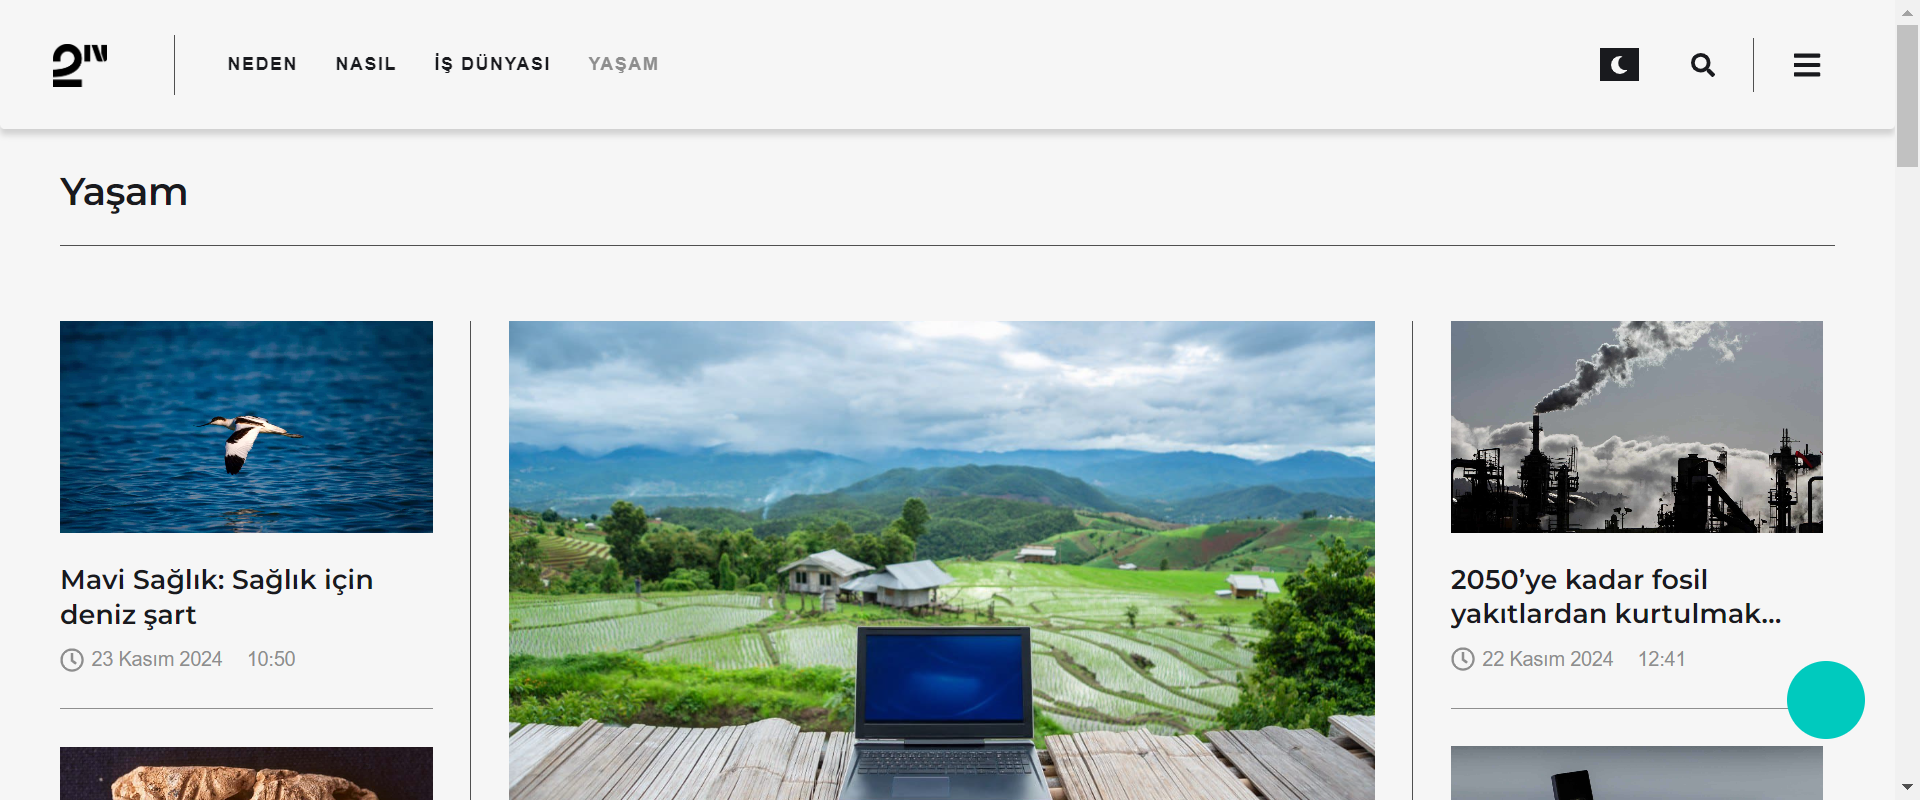 2N
NEDEN
NASIL
İŞ DÜNYASI
YAŞAM
Yaşam
Mavi Sağlık: Sağlık için
deniz şart
23 Kasım 2024 10:50
2050’ye kadar fosil
yakıtlardan kurtulmak...
22 Kasım 2024 12:41